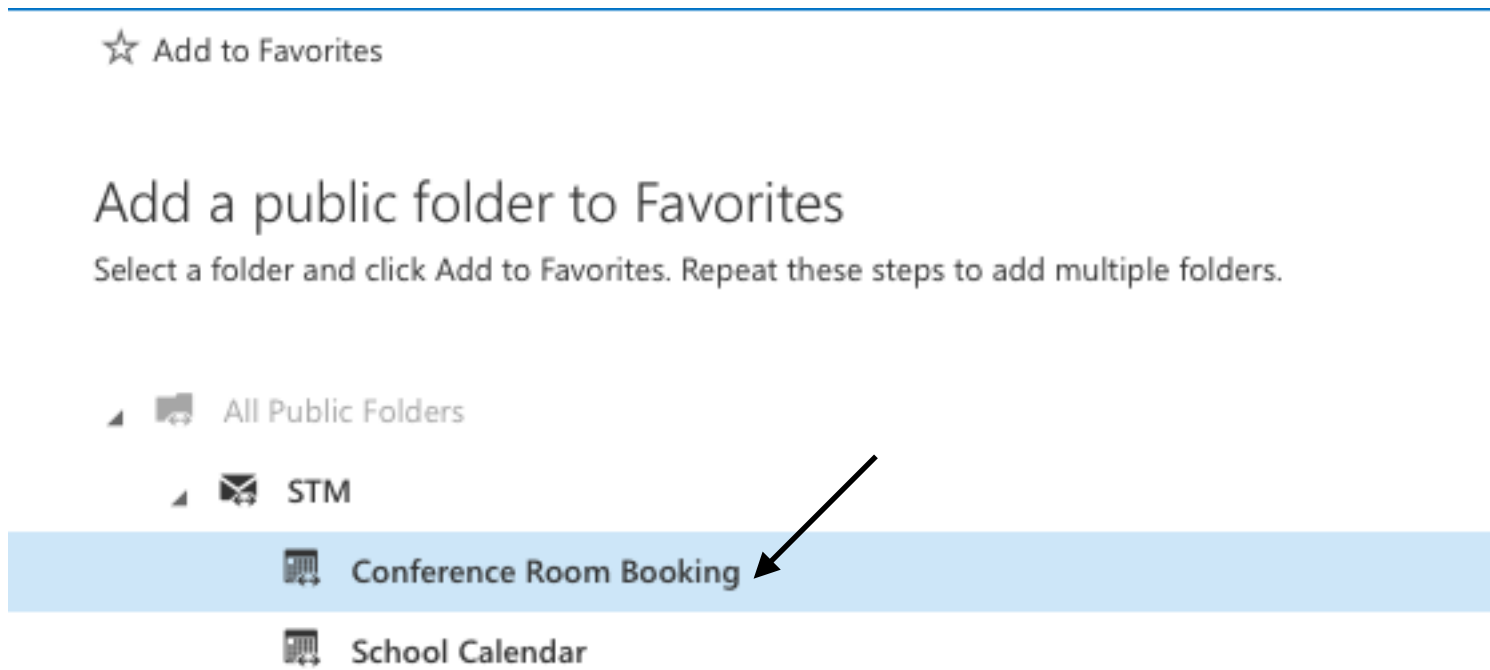 Add to Favorites
Add a public folder to Favorites
Select a folder and click Add to Favorites. Repeat these steps to add multiple folders.
All Public Folders
STM
Conference Room Booking
School Calendar